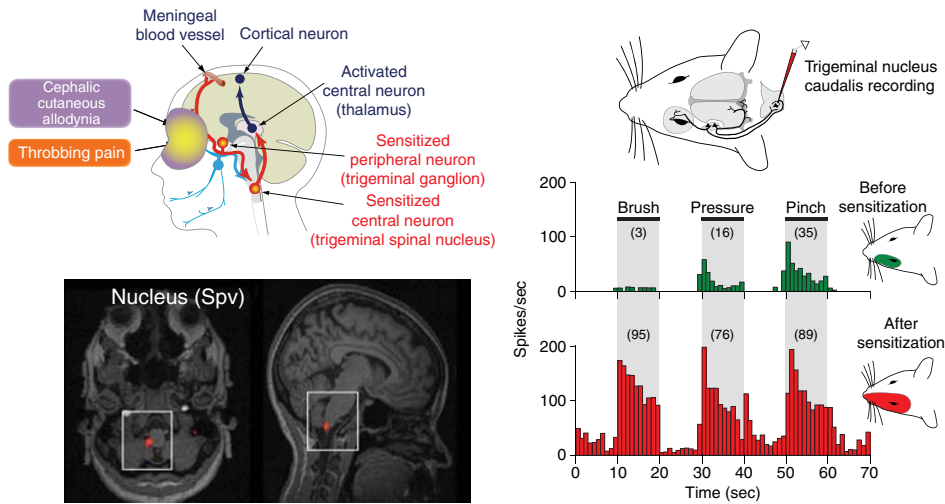 Meningeal
blood vessel
Cortical neuron
Cephalic
cutaneous
allodynia
Throbbing pain
Activated
central neuron
(thalamus)
Sensitized
peripheral neuron
(trigeminal ganglion)
Sensitized
central neuron
(trigeminal spinal nucleus)
Nucleus (Spv)
Trigeminal nucleus
caudalis recording
Before
sensitization
200
100
0
Brush
Pressure
Pinch
(3)
(16)
(35)
Spikes/sec
After
sensitization
200
100
0
(95)
(76)
(89)
0 10 20 30 40 50 60 70
Time (sec)